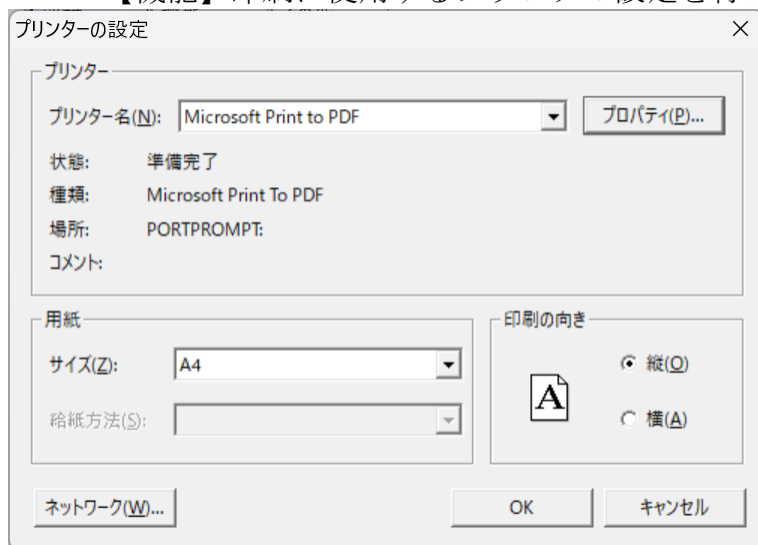 プリンターの設定
プリンター
プリンター名(N): Microsoft Print to PDF プロパティ(P)...
状態: 準備完了
種類: Microsoft Print To PDF
場所: PORTPROMPT:
コメント:
用紙
サイズ(Z): A4
給紙方法(S):
印刷の向き
A
縦(O)
横(A)
ネットワーク(W)... OK キャンセル